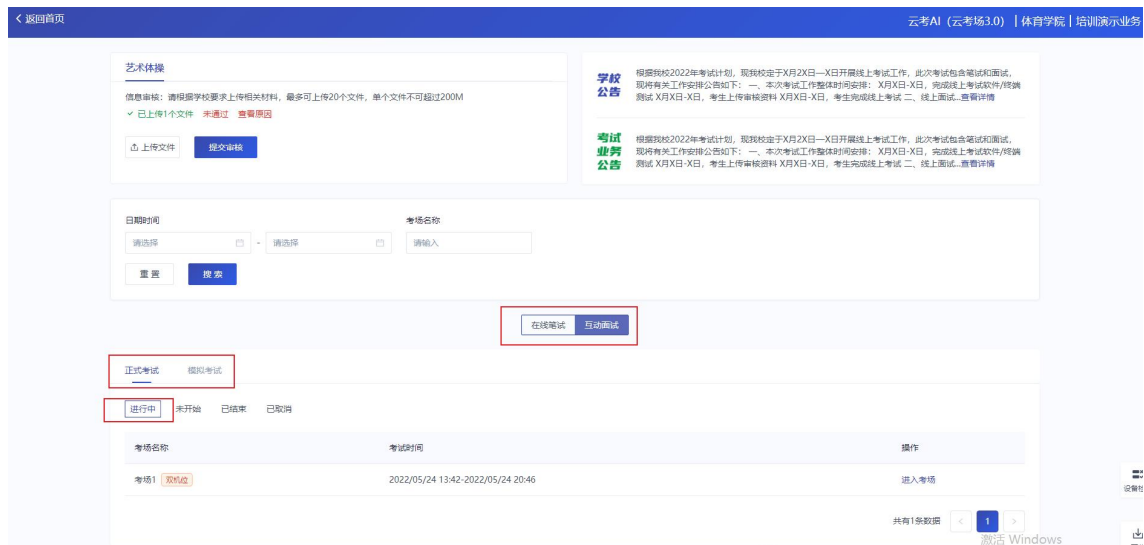 返回首页
云考AI（云考场3.0） | 体育学院 | 培训演示业务
艺术体操
信息审核：请根据学校要求上传相关材料，最多可上传20个文件，单个文件不可超过200M
已上传1个文件 未通过 查看原因
上传文件 提交审核
学校
公告
根据我校2022年考试计划，现我校定于X月2X日—X日开展线上考试工作，此次考试包含笔试和面试，
现将有关工作安排公告如下： 一、本次考试工作整体时间安排： X月X日-X日，完成线上考试软件/终端
测试 X月X日-X日，考生上传审核资料 X月X日-X日，考生完成线上考试 二、线上面试...查看详情
考试
业务
公告
根据我校2022年考试计划，现我校定于X月2X日—X日开展线上考试工作，此次考试包含笔试和面试，
现将有关工作安排公告如下： 一、本次考试工作整体时间安排： X月X日-X日，完成线上考试软件/终端
测试 X月X日-X日，考生上传审核资料 X月X日-X日，考生完成线上考试 二、线上面试...查看详情
日期时间 考场名称
请选择 - 请选择 请输入
重置 搜索
在线笔试 互动面试
正式考试 模拟考试
进行中 未开始 已结束 已取消
考场名称 考试时间 操作
考场1 双机位 2022/05/24 13:42-2022/05/24 20:46 进入考场
设备
共有1条数据 < 1 >
激活 Windows